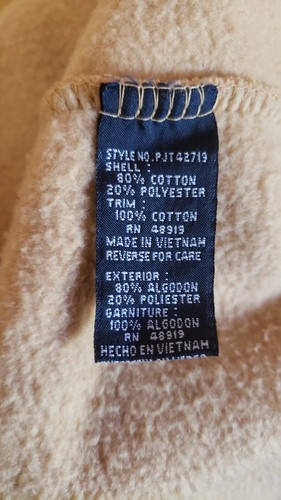 STYLE NO: PJT42719
SHELL :
80% COTTON
20% POLYESTER
TRIM :
100% COTTON
RN 48919
MADE IN VIETNAM
REVERSE FOR CARE
EXTERIOR :
80% ALGODON
20% POLIESTER
GARNITURE :
100% ALGODON
RN 48919
HECHO EN VIETNAM